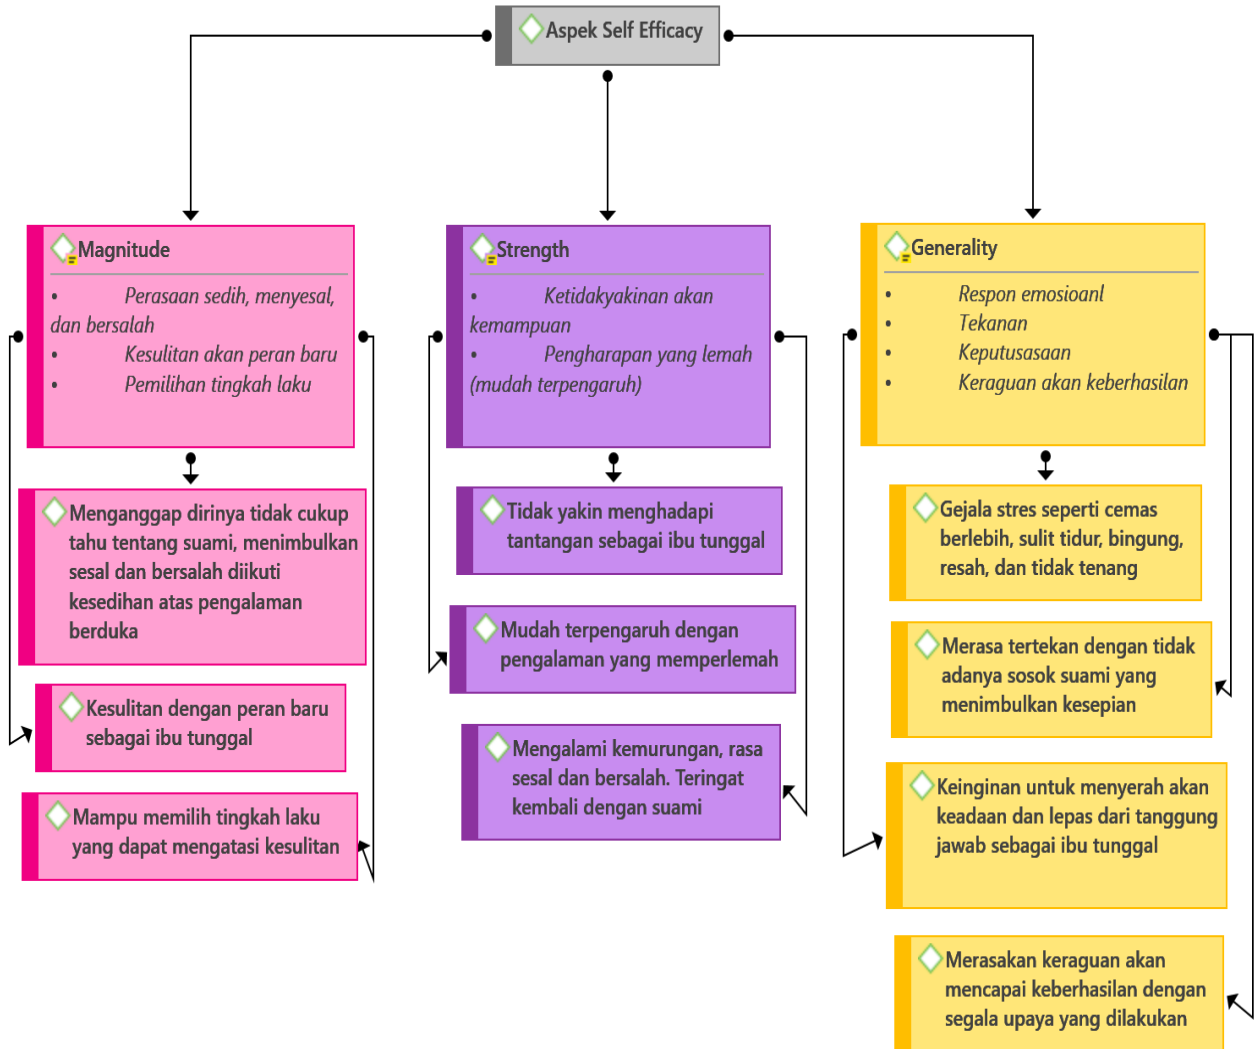 Aspek Self Efficacy
Magnitude
• Perasaan sedih, menyesal,
dan bersalah
• Kesulitan akan peran baru
• Pemilihan tingkah laku
Menganggap dirinya tidak cukup
tahu tentang suami, menimbulkan
sesal dan bersalah diikuti
kesedihan atas pengalaman
berduka
Kesulitan dengan peran baru
sebagai ibu tunggal
Mampu memilih tingkah laku
yang dapat mengatasi kesulitan
Strength
• Ketidakyakinan akan
kemampuan
• Pengharapan yang lemah
(mudah terpengaruh)
Tidak yakin menghadapi
tantangan sebagai ibu tunggal
Mudah terpengaruh dengan
pengalaman yang memperlemah
Mengalami kemurungan, rasa
sesal dan bersalah. Teringat
kembali dengan suami
Generality
• Respon emosioanl
• Tekanan
• Keputusasaan
• Keraguan akan keberhasilan
Gejala stres seperti cemas
berlebih, sulit tidur, bingung,
resah, dan tidak tenang
Merasa tertekan dengan tidak
adanya sosok suami yang
menimbulkan kesepian
Keinginan untuk menyerah akan
keadaan dan lepas dari tanggung
jawab sebagai ibu tunggal
Merasakan keraguan akan
mencapai keberhasilan dengan
segala upaya yang dilakukan